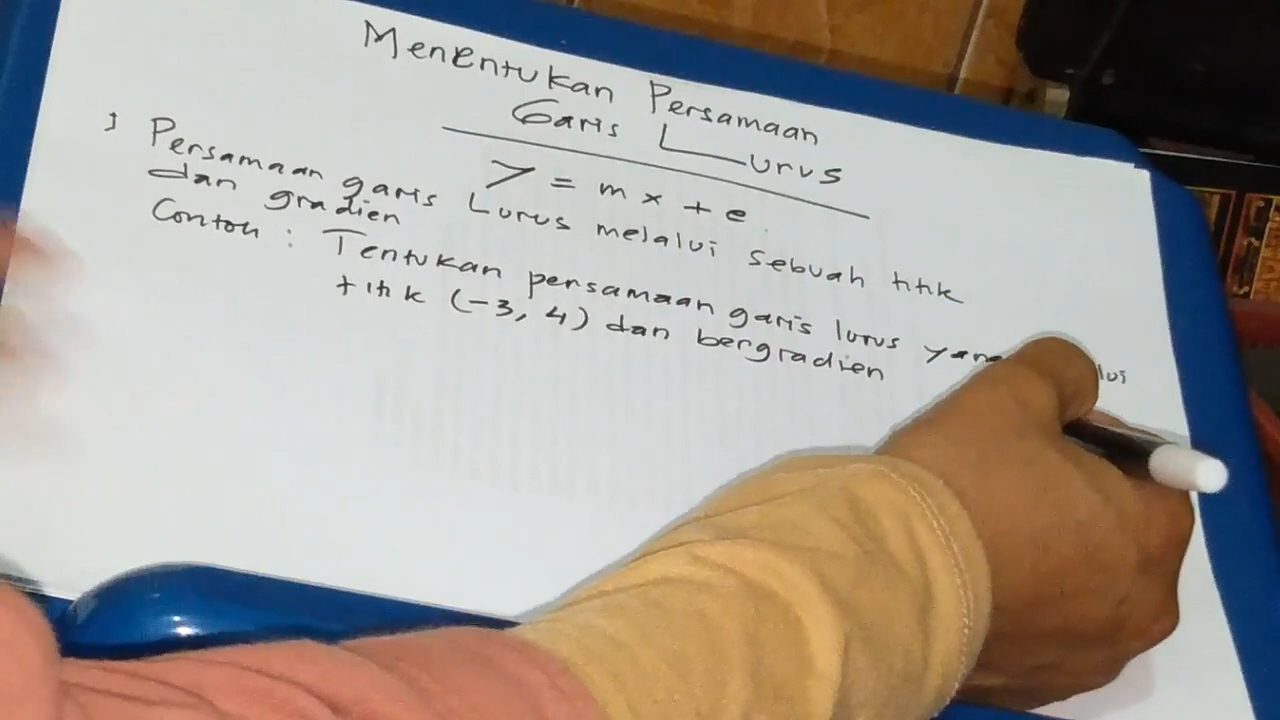 Menentukan Persamaan
Garis Lurus
y = mx + e
1 Persamaan garis Lurus melalui sebuah titik
dan gradien
Contoh : Tentukan persamaan garis lurus yang lui
titik (-3, 4) dan bergradien